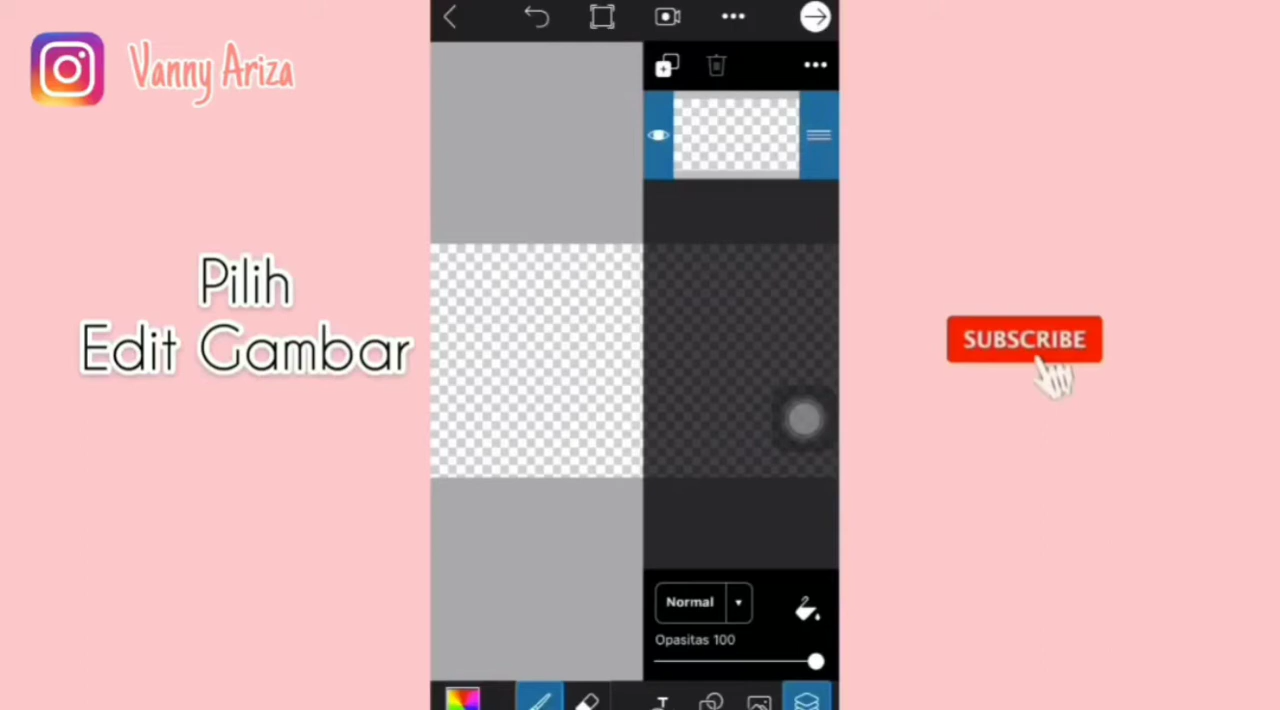 Vanny Ariza
Pilih
Edit Gambar
SUBSCRIBE
Normal
Opasitas 100
T